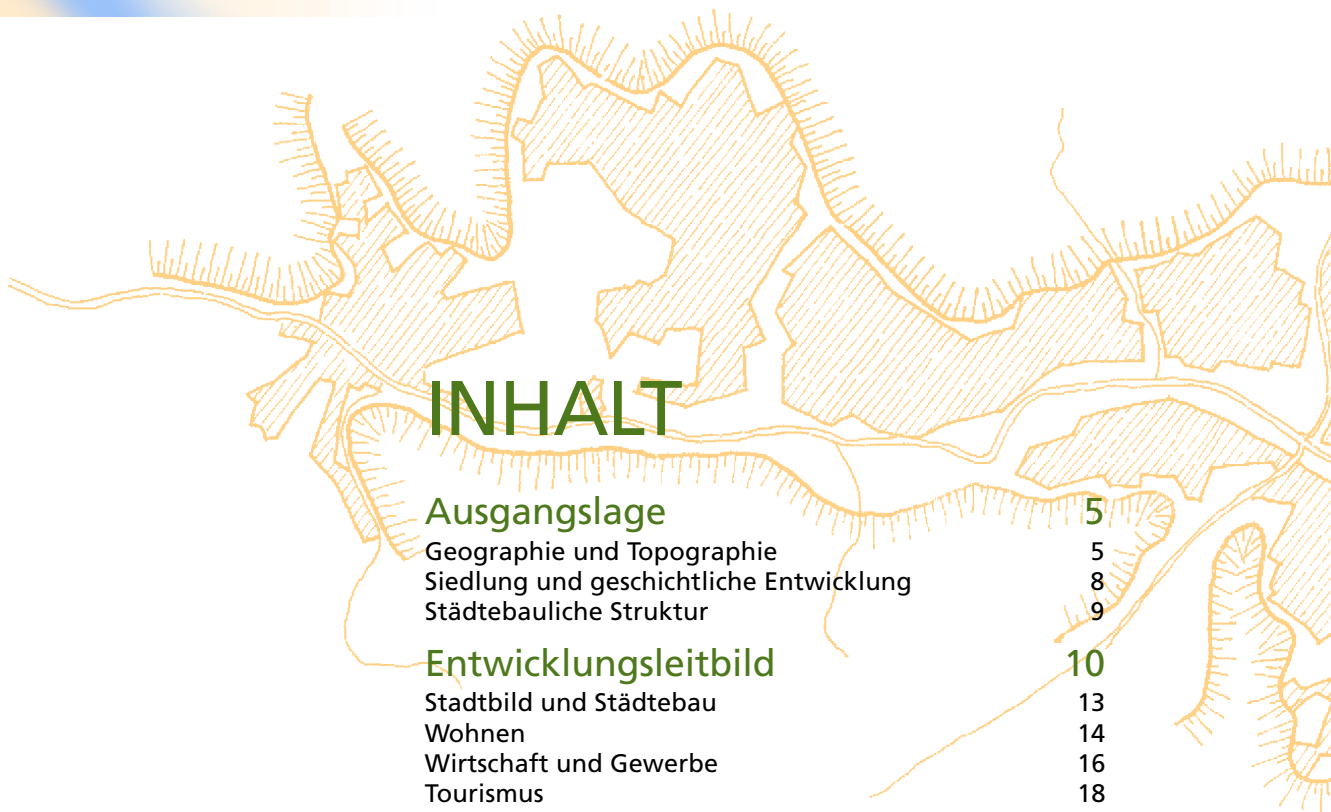 INHALT
Ausgangslage 5
Geographie und Topographie 5
Siedlung und geschichtliche Entwicklung 8
Städtebauliche Struktur 9
Entwicklungsleitbild 10
Stadtbild und Städtebau 13
Wohnen 14
Wirtschaft und Gewerbe 16
Tourismus 18